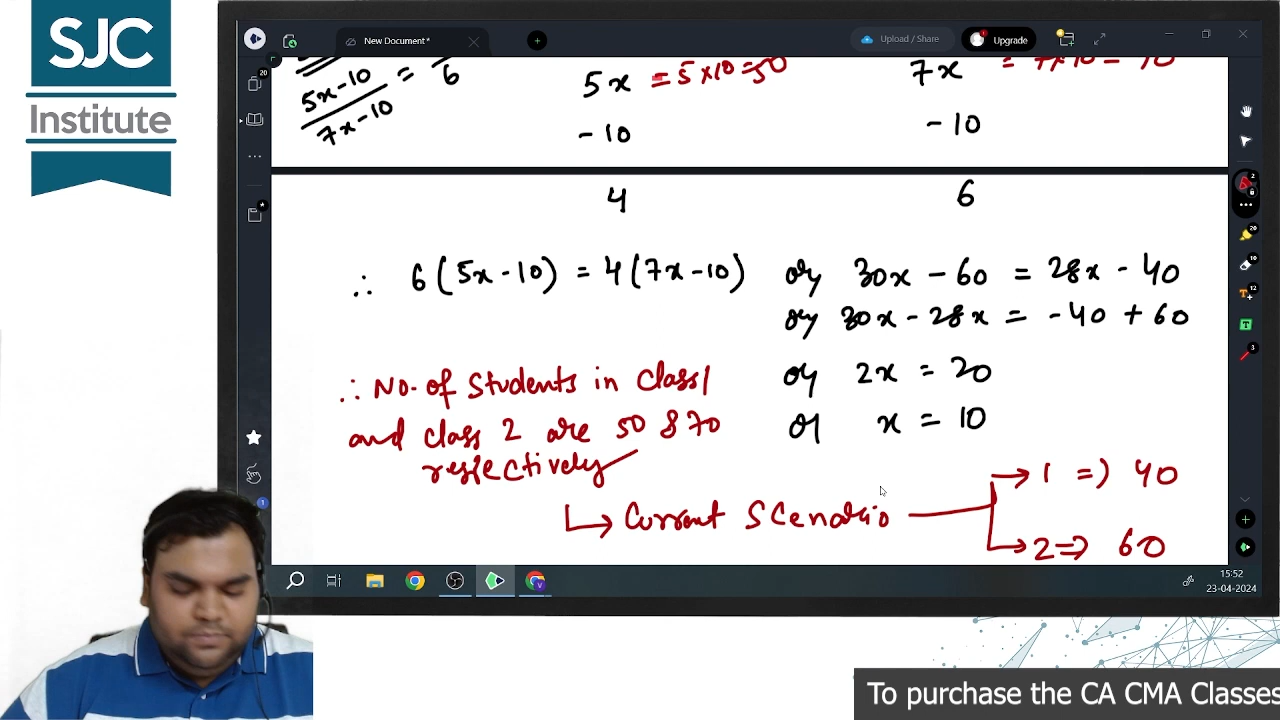 SJC
Institute
New Document*
Upload / Share
Upgrade
5x-10 / 7x-10 = 6
5x = 5x10=50
7x = 7x10=70
-10
-10
4
6
∴ 6(5x-10) = 4(7x-10) or, 30x - 60 = 28x - 40
or, 30x - 28x = -40 + 60
or, 2x = 20
or, x = 10
∴ No. of Students in Class 1
and class 2 are 50 & 70
respectively
↳ Current Scenario
→ 1 => 40
→ 2 => 60
15:52
23-04-2024
To purchase the CA CMA Classes